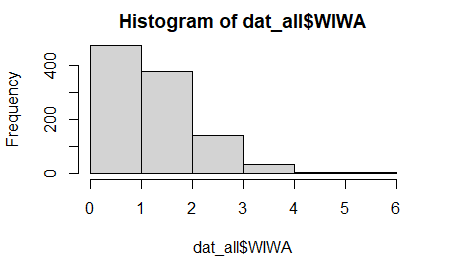 Histogram of dat_all$WIWA
Frequency
400
200
0
0 1 2 3 4 5 6
dat_all$WIWA